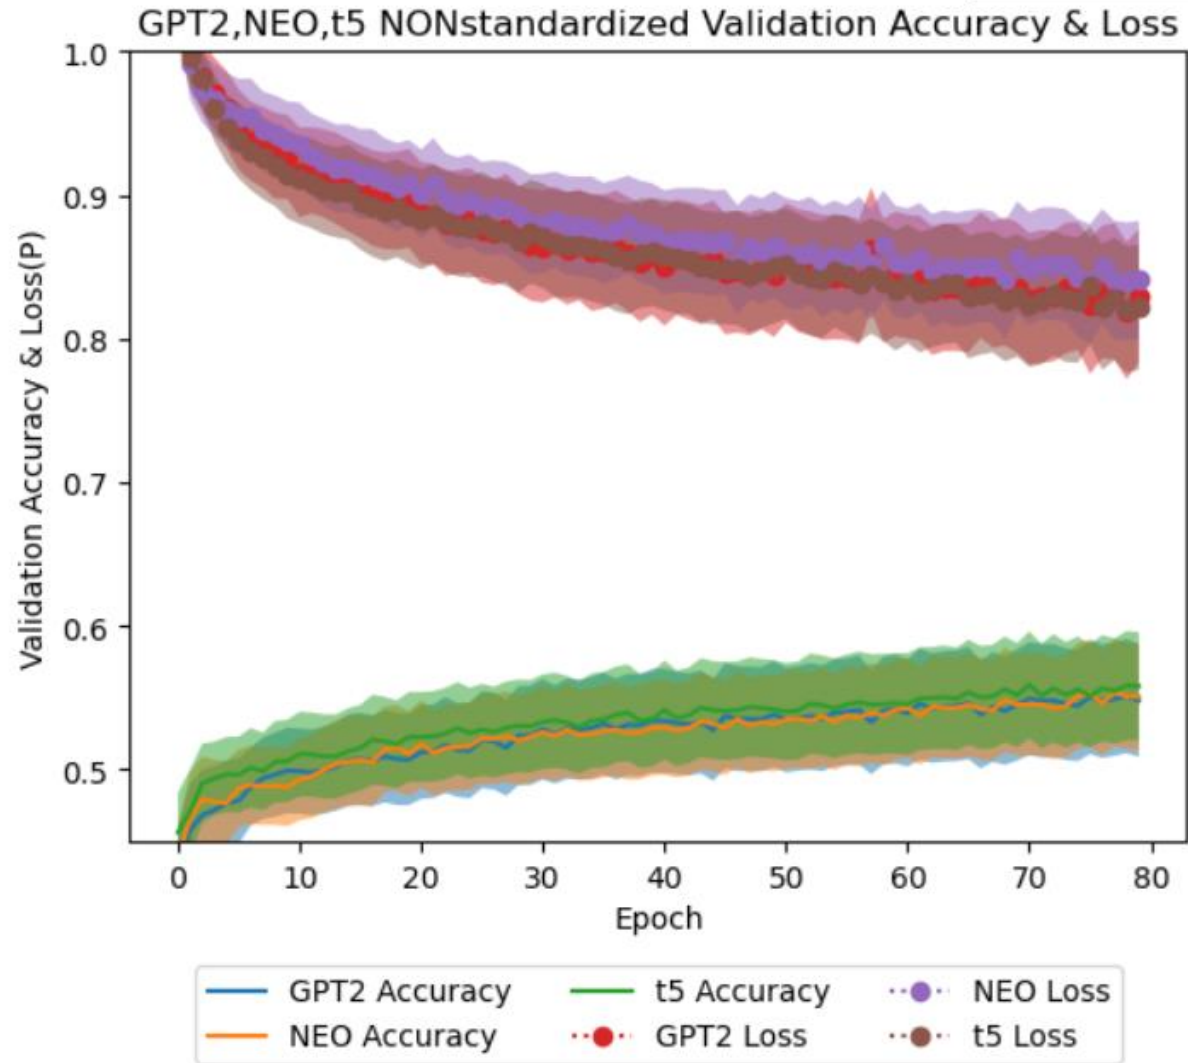 GPT2,NEO,t5 NONstandardized Validation Accuracy & Loss
Validation Accuracy & Loss(P)
1.0
0.9
0.8
0.7
0.6
0.5
0 10 20 30 40 50 60 70 80
Epoch
GPT2 Accuracy t5 Accuracy NEO Loss
NEO Accuracy GPT2 Loss t5 Loss